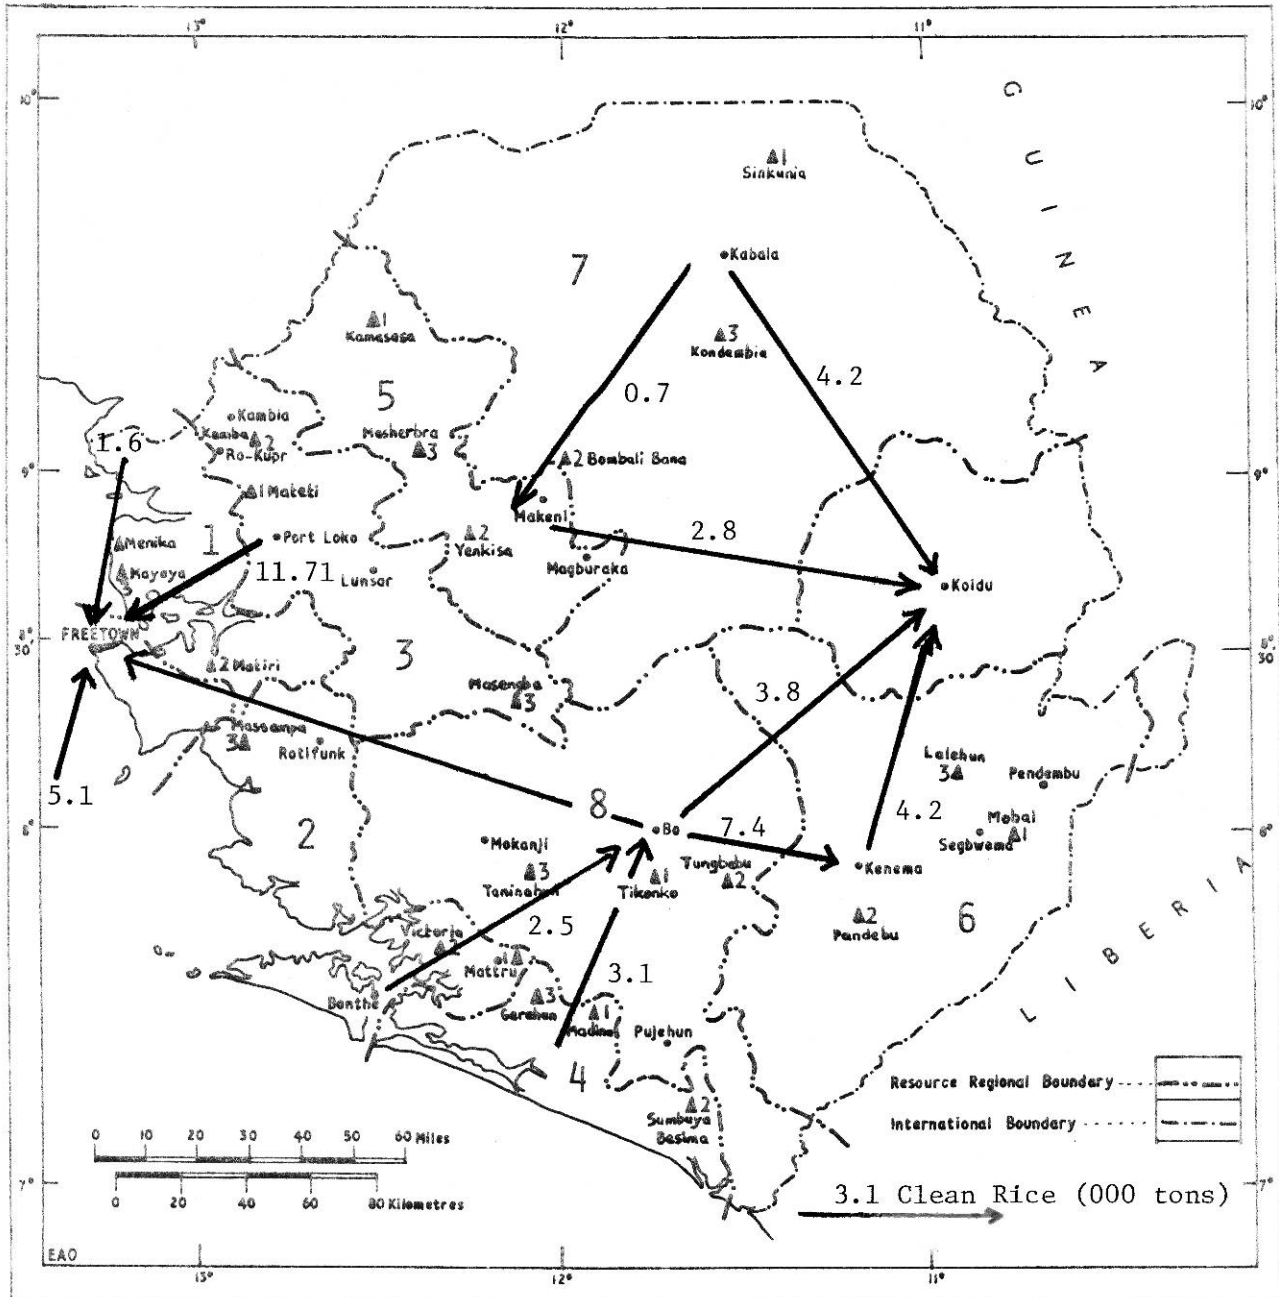 13° 12° 11°
G U I N E A
10° 10°
1
Sinkunia
Kabala
7
1
Kamasasa
3
Kondembia
4.2
0.7
5
Kambia
Masherbra
1.6
2
3
Ro-Kupr
2 Bombali Bana
9° 9°
1 Mateti
Makeni
2.8
Menika
1
Port Loko
2
Yenkisa
Magburaka
Mayaya
11.71
Lunsar
Koidu
3
FREETOWN
8° 30' 8° 30'
3
2 Matiri
Masengbe
3
3.8
Massampa
3
Rotifunk
Lalehun
3
Pendembu
5.1
8
4.2
Mobai
1
8° 8°
Bo
7.4
2
Mokanji
Segbwema
Kenema
3
Taninahun
Tungbebu
2
1
Tikonko
2
Pandebu
6
L I B E R I A
Victoria
2
2.5
Mattru
1
3.1
Bonthe
3
Gerehun
1
Madina
Pujehun
4
Resource Regional Boundary
2
Sumbuya
Besima
International Boundary
0 10 20 30 40 50 60 Miles
0 20 40 60 80 Kilometres
7° 7°
3.1 Clean Rice (000 tons)
EAO
13° 12° 11°